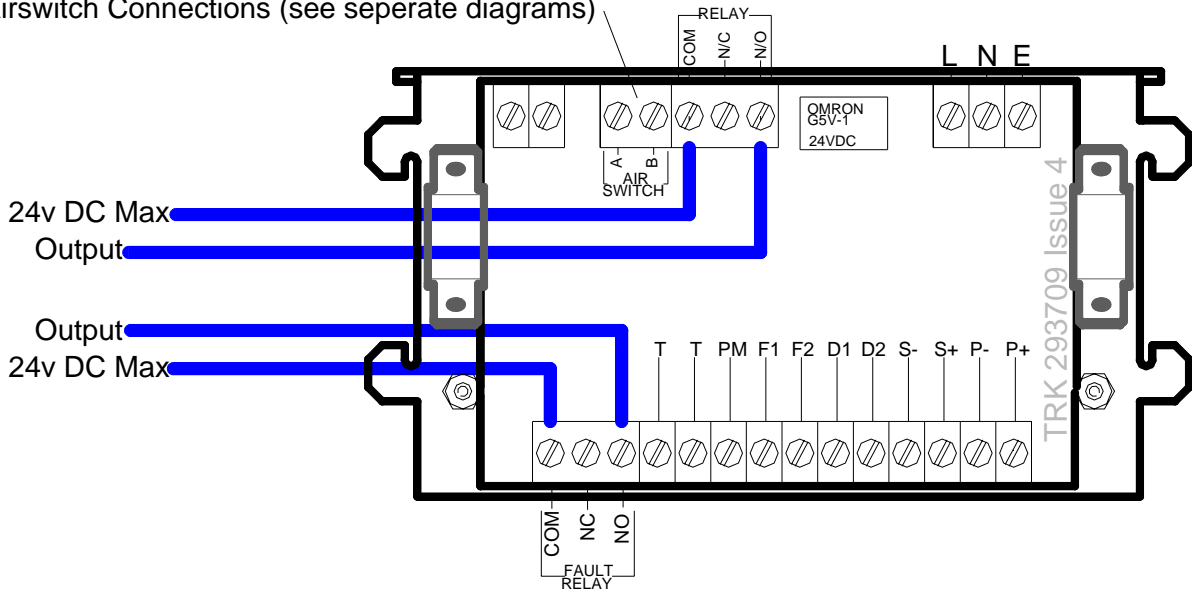 irswitch Connections (see seperate diagrams)
RELAY
COM
N/C
N/O
L N E
OMRON
G5V-1
24VDC
A
B
AIR
SWITCH
24v DC Max
Output
Output
24v DC Max
T T PM F1 F2 D1 D2 S- S+ P- P+
TRK 293709 Issue 4
COM
NC
NO
FAULT
RELAY